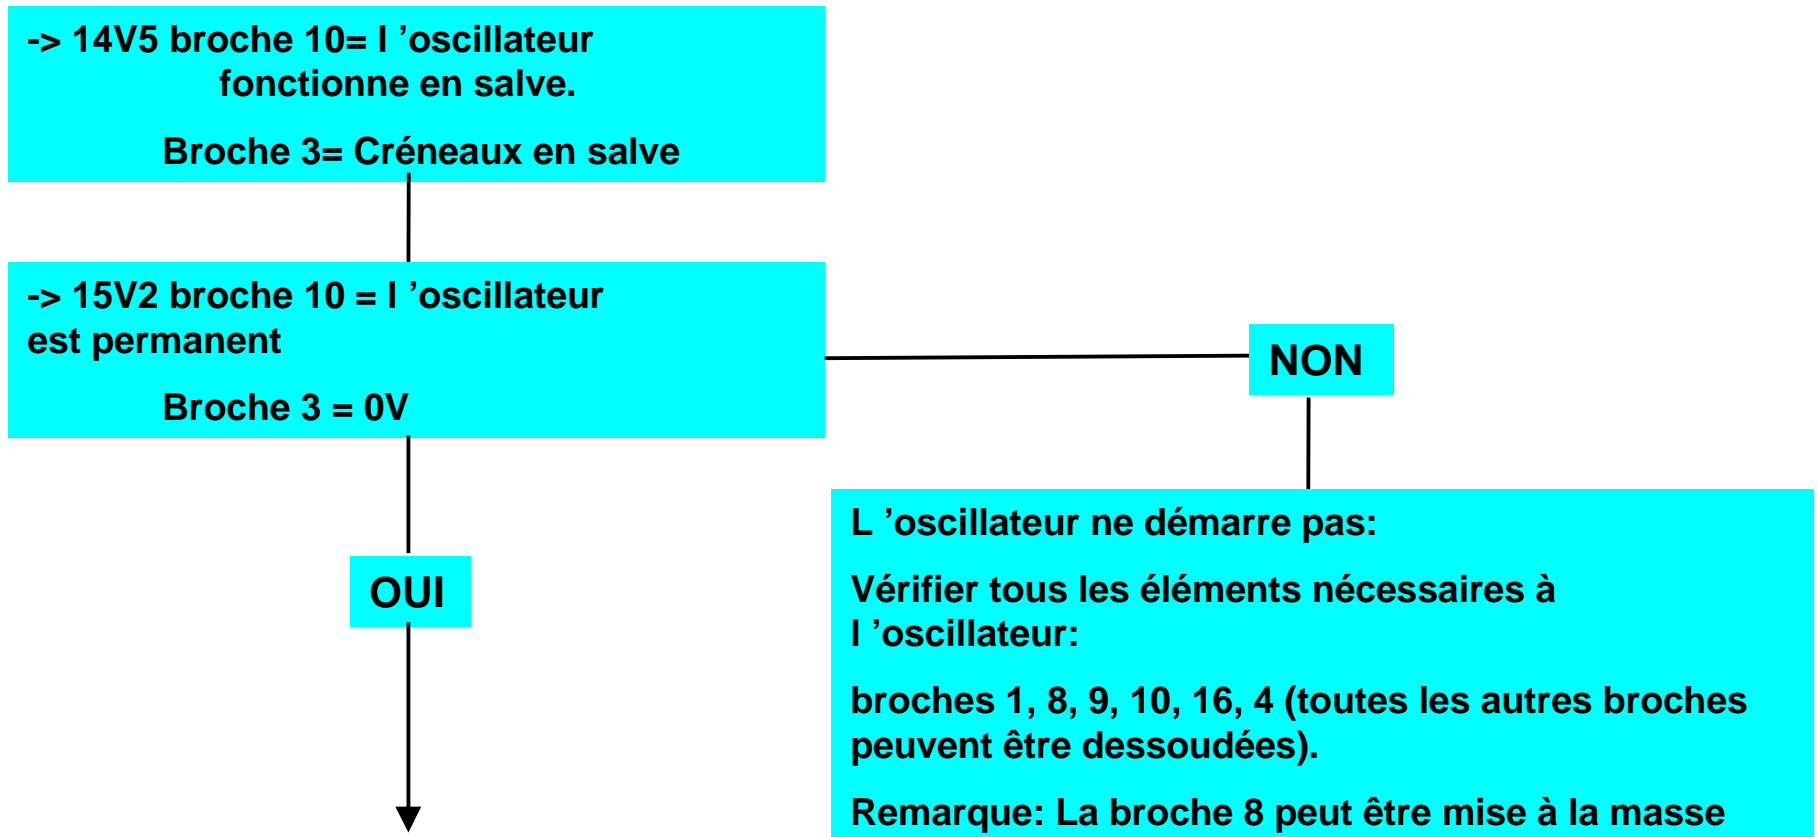 -> 14V5 broche 10= l ’oscillateur
fonctionne en salve.
Broche 3= Créneaux en salve
-> 15V2 broche 10 = l ’oscillateur
est permanent
Broche 3 = 0V
NON
OUI
L ’oscillateur ne démarre pas:
Vérifier tous les éléments nécessaires à
l ’oscillateur:
broches 1, 8, 9, 10, 16, 4 (toutes les autres broches
peuvent être dessoudées).
Remarque: La broche 8 peut être mise à la masse